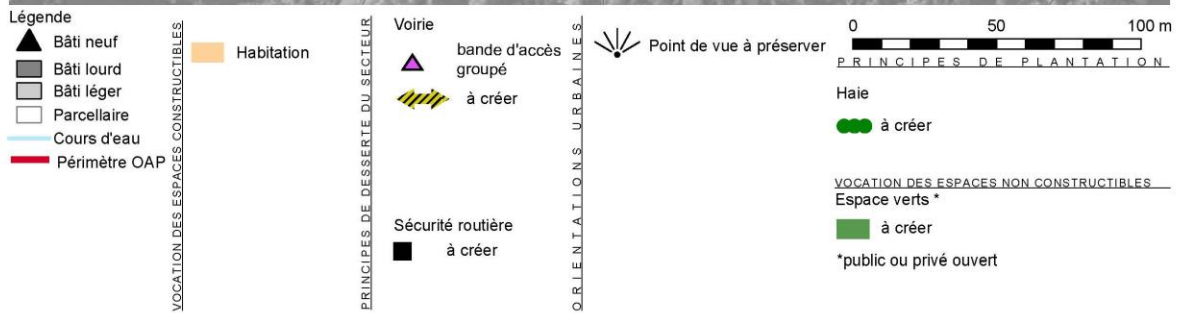 Légende
Bâti neuf
Bâti lourd
Bâti léger
Parcellaire
Cours d'eau
Périmètre OAP
VOCATION DES ESPACES CONSTRUCTIBLES
Habitation
PRINCIPES DE DESSERTE DU SECTEUR
Voirie
bande d'accès
groupé
à créer
Sécurité routière
à créer
ORIENTATIONS URBAINES
Point de vue à préserver
0 50 100 m
PRINCIPES DE PLANTATION
Haie
à créer
VOCATION DES ESPACES NON CONSTRUCTIBLES
Espace verts *
à créer
*public ou privé ouvert